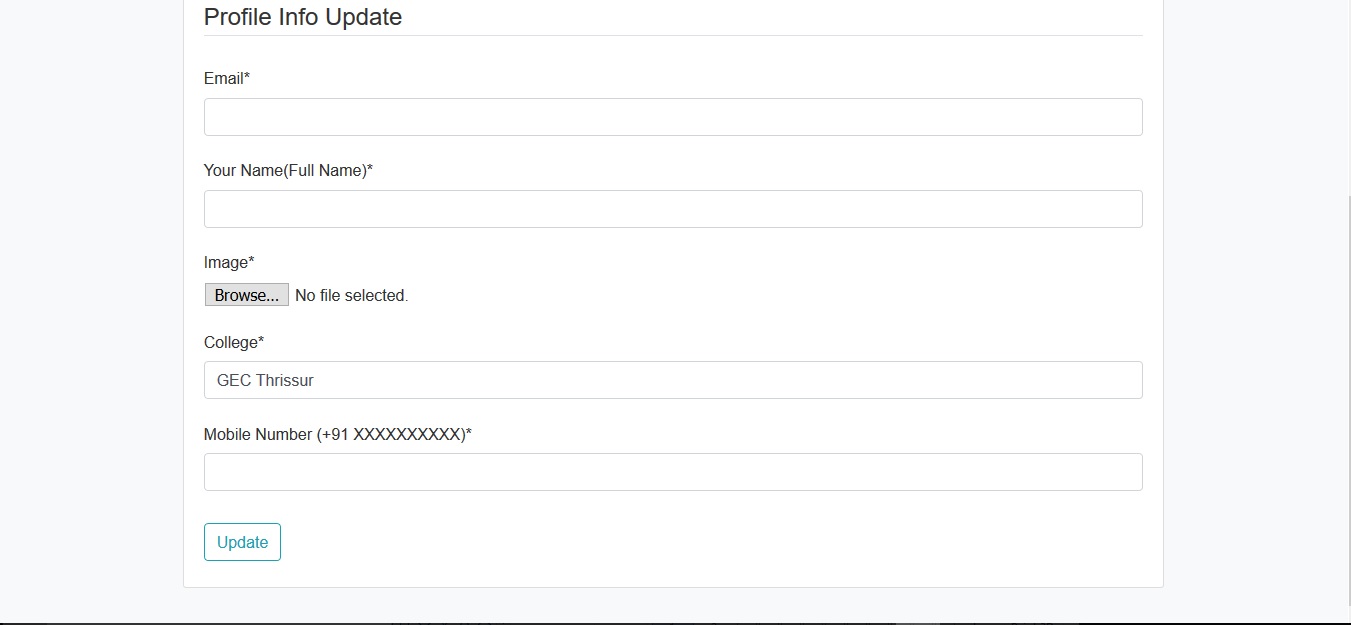 Profile Info Update
Email*
Your Name(Full Name)*
Image*
Browse... No file selected.
College*
GEC Thrissur
Mobile Number (+91 XXXXXXXXXX)*
Update